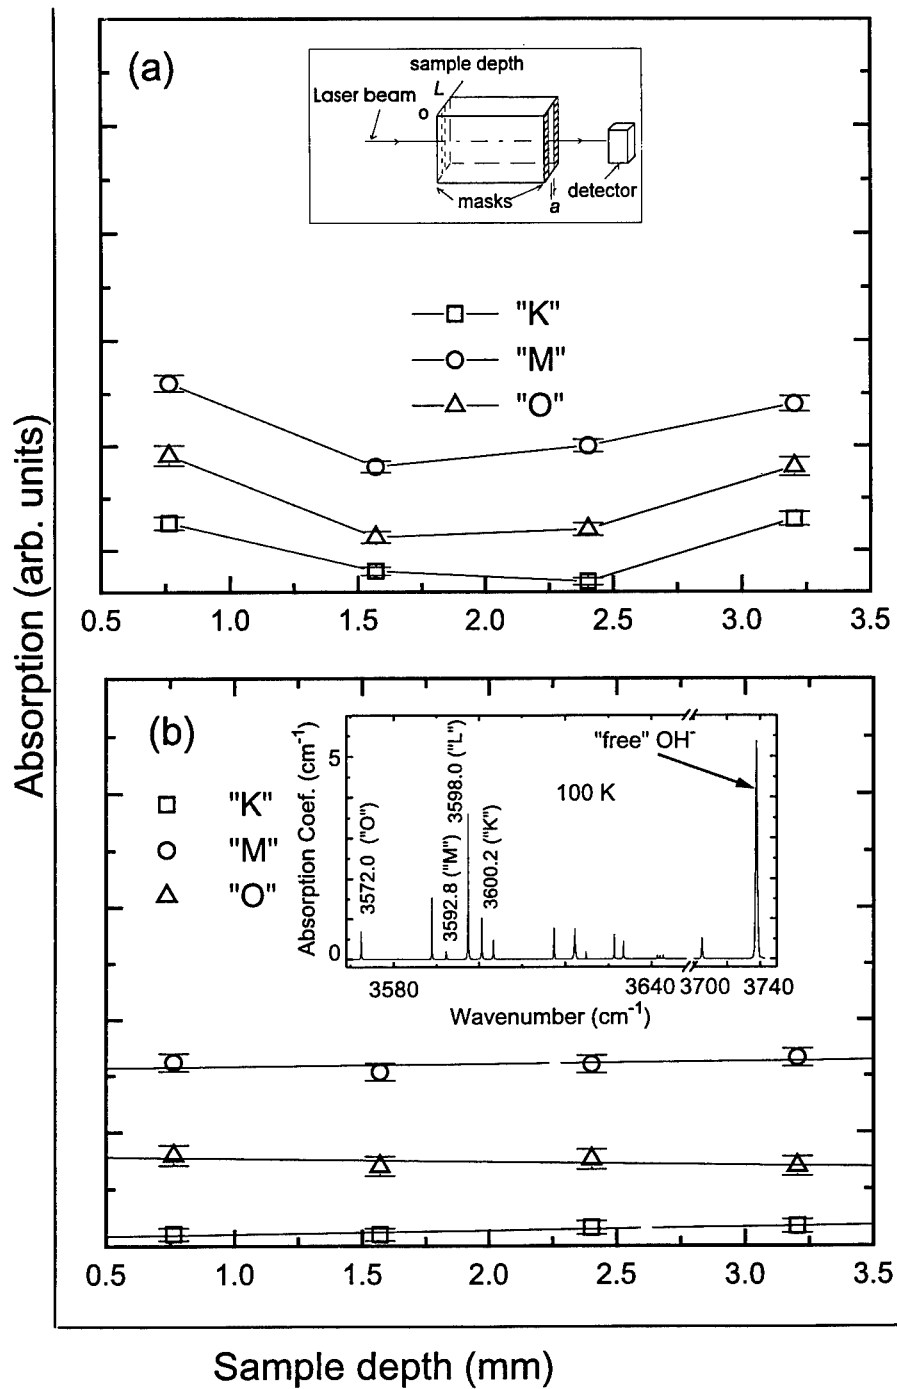 (a)
sample depth
L
Laser beam
o
masks
a
detector
"K"
"M"
"O"
0.5 1.0 1.5 2.0 2.5 3.0 3.5
Absorption (arb. units)
(b)
"K"
"M"
"O"
Absorption Coef. (cm-1)
5
0
3572.0 ("O")
3592.8 ("M")
3598.0 ("L")
3600.2 ("K")
"free" OH-
100 K
3580 3640 3700 3740
Wavenumber (cm-1)
0.5 1.0 1.5 2.0 2.5 3.0 3.5
Sample depth (mm)